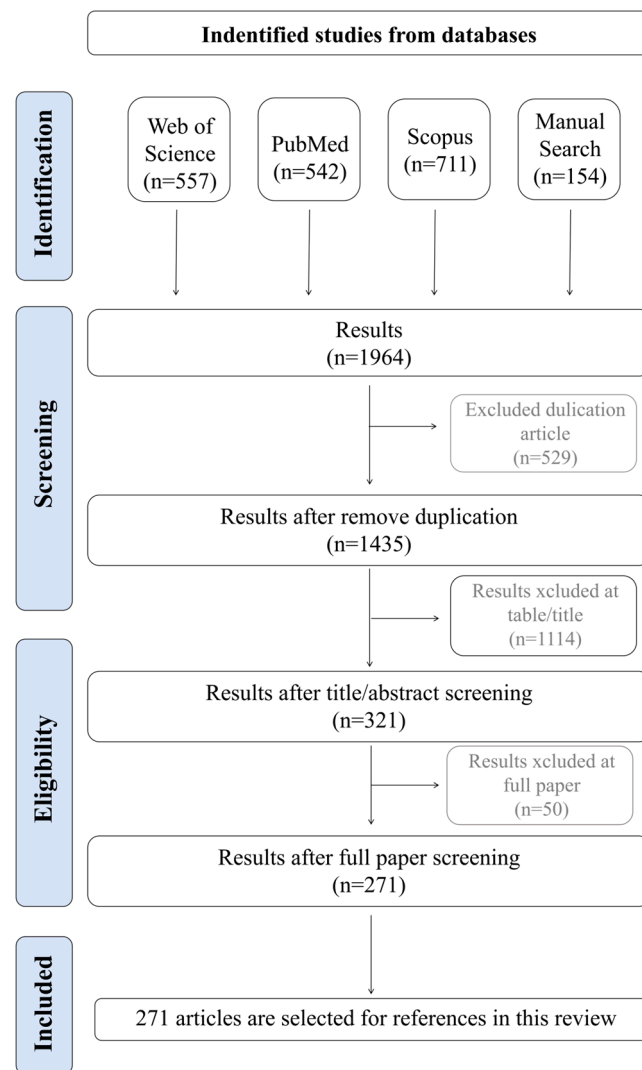 Indentified studies from databases
Identification
Web of
Science
(n=557)
PubMed
(n=542)
Scopus
(n=711)
Manual
Search
(n=154)
Screening
Results
(n=1964)
Excluded dulication
article
(n=529)
Results after remove duplication
(n=1435)
Results xcluded at
table/title
(n=1114)
Eligibility
Results after title/abstract screening
(n=321)
Results xcluded at
full paper
(n=50)
Results after full paper screening
(n=271)
Included
271 articles are selected for references in this review